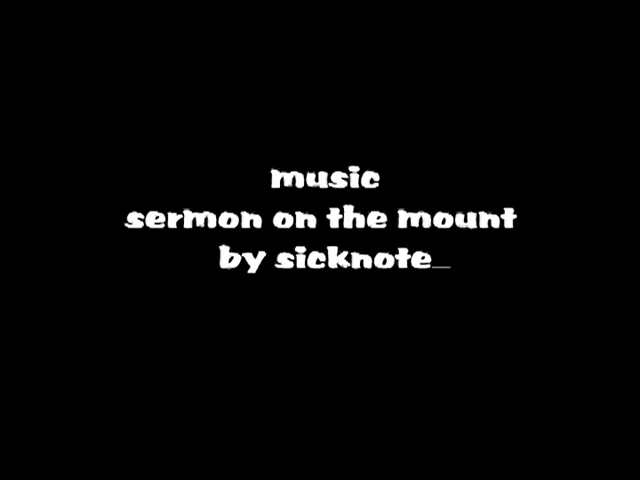 music
sermon on the mount
by sicknote_